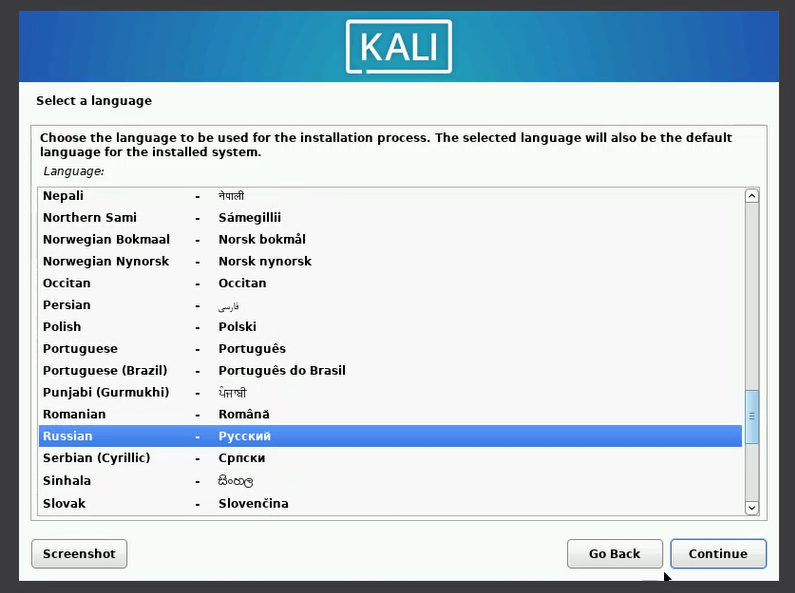 KALI
Select a language
Choose the language to be used for the installation process. The selected language will also be the default
language for the installed system.
Language:
Nepali - नेपाली
Northern Sami - Sámegillii
Norwegian Bokmaal - Norsk bokmål
Norwegian Nynorsk - Norsk nynorsk
Occitan - Occitan
Persian - فارسی
Polish - Polski
Portuguese - Português
Portuguese (Brazil) - Português do Brasil
Punjabi (Gurmukhi) - ਪੰਜਾਬੀ
Romanian - Română
Russian - Русский
Serbian (Cyrillic) - Српски
Sinhala - සිංහල
Slovak - Slovenčina
Screenshot Go Back Continue